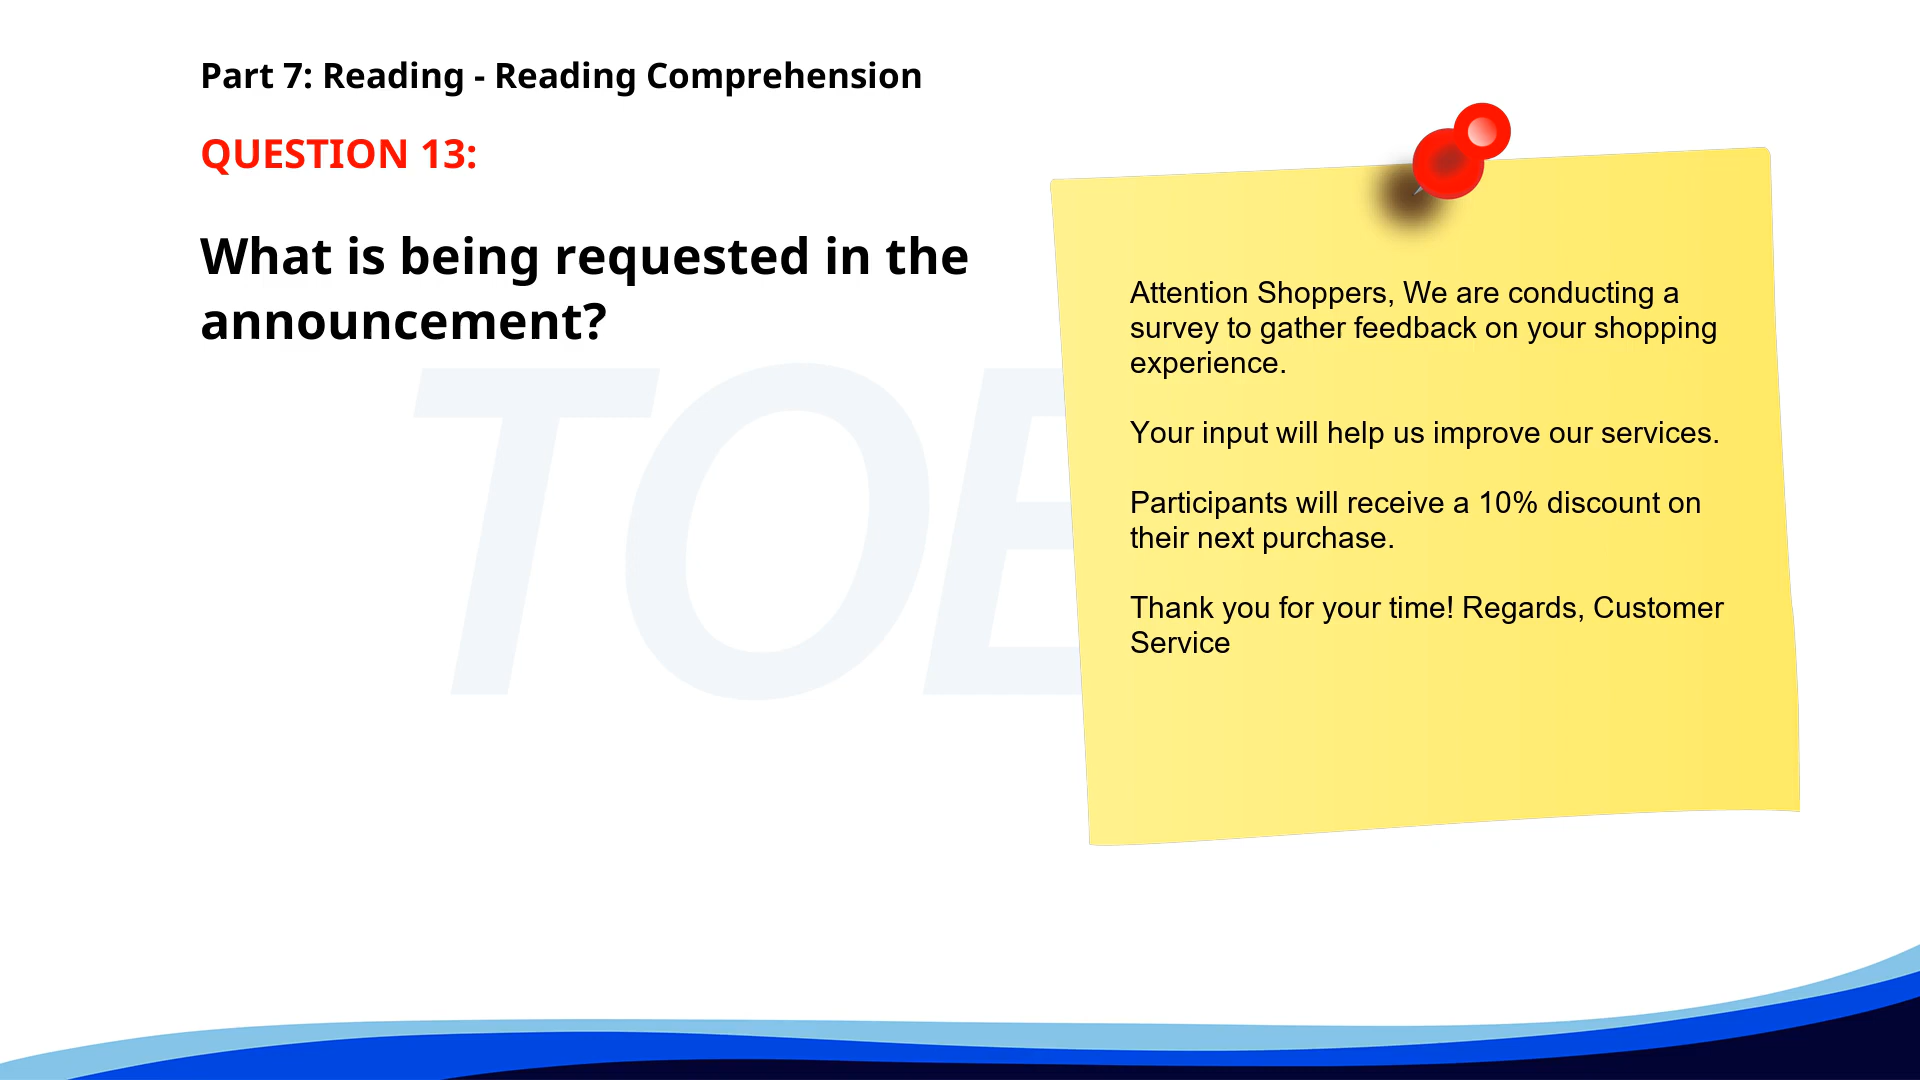 Part 7: Reading - Reading Comprehension
QUESTION 13:
What is being requested in the
announcement?
TOE
Attention Shoppers, We are conducting a
survey to gather feedback on your shopping
experience.
Your input will help us improve our services.
Participants will receive a 10% discount on
their next purchase.
Thank you for your time! Regards, Customer
Service